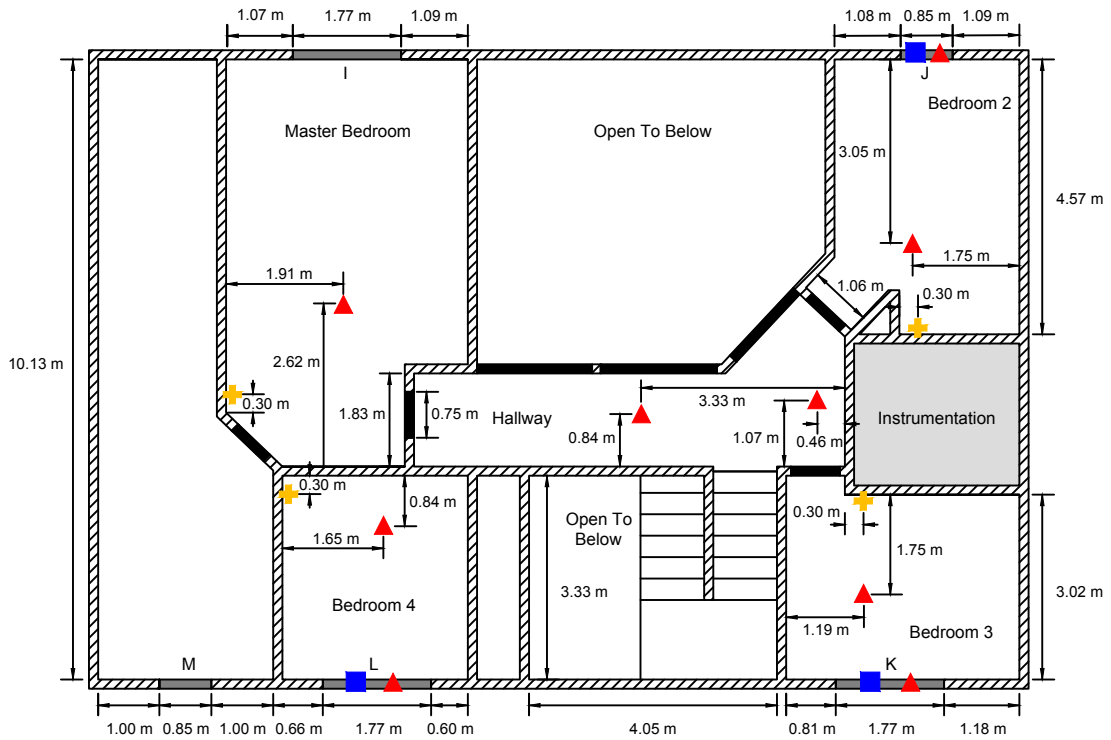 1.07 m
1.77 m
1.09 m
1.08 m
0.85 m
1.09 m
I
J
Master Bedroom
Open To Below
Bedroom 2
3.05 m
4.57 m
1.91 m
1.75 m
1.06 m
0.30 m
10.13 m
2.62 m
0.30 m
1.83 m
0.75 m
Hallway
3.33 m
0.84 m
1.07 m
0.46 m
Instrumentation
0.30 m
0.84 m
1.65 m
Open To
Below
0.30 m
1.75 m
3.33 m
3.02 m
Bedroom 4
1.19 m
Bedroom 3
M
L
K
1.00 m
0.85 m
1.00 m
0.66 m
1.77 m
0.60 m
4.05 m
0.81 m
1.77 m
1.18 m